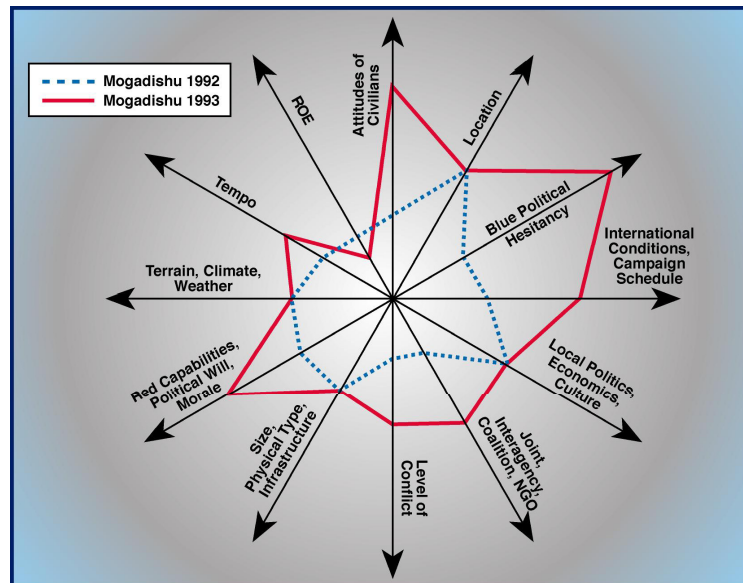 Mogadishu 1992
Mogadishu 1993
Attitudes of
Civilians
Location
Blue Political
Hesitancy
International
Conditions,
Campaign
Schedule
Local Politics,
Economics,
Culture
Joint,
Interagency,
Coalition, NGO
Level of
Conflict
Size,
Physical Type,
Infrastructure
Red Capabilities,
Political Will,
Morale
Terrain, Climate,
Weather
Tempo
ROE